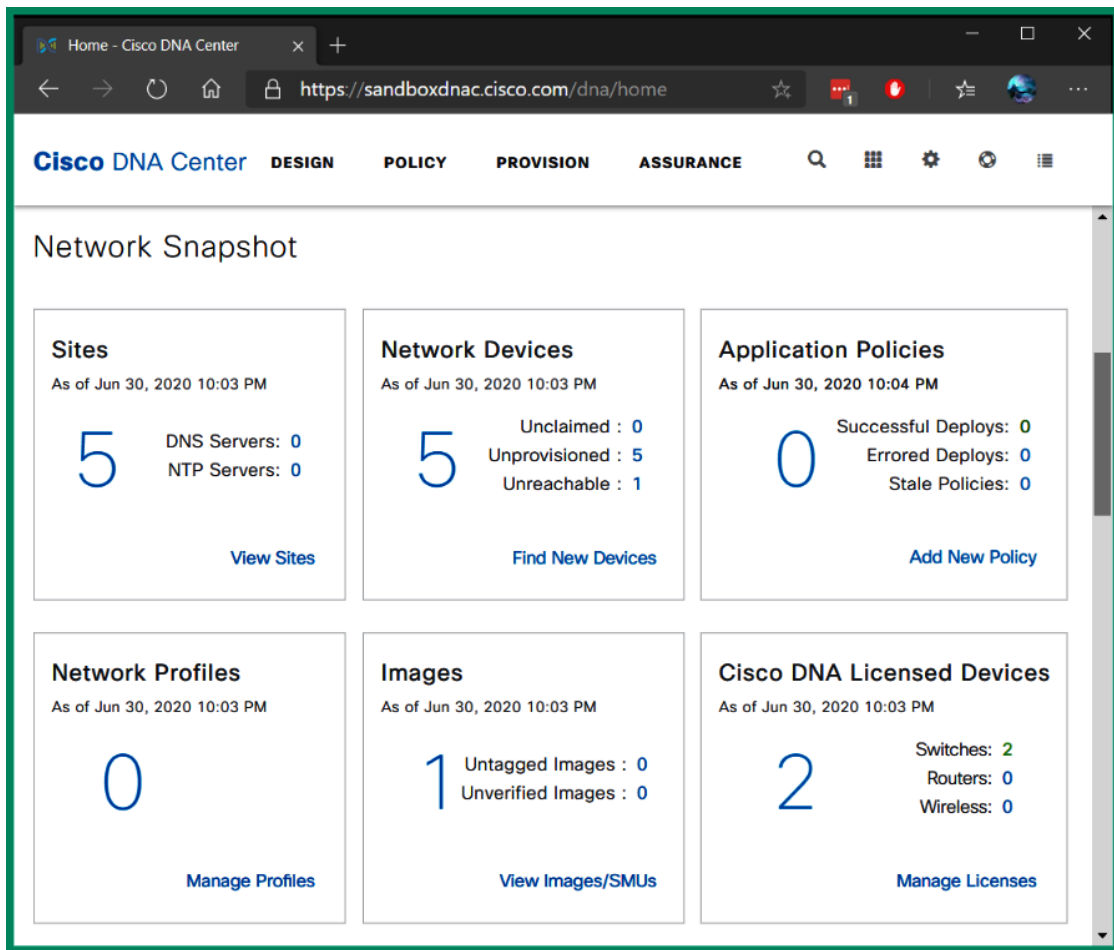 Home - Cisco DNA Center
https://sandboxdnac.cisco.com/dna/home
1
Cisco DNA Center DESIGN POLICY PROVISION ASSURANCE
Network Snapshot
Sites
As of Jun 30, 2020 10:03 PM
5
DNS Servers: 0
NTP Servers: 0
View Sites
Network Devices
As of Jun 30, 2020 10:03 PM
5
Unclaimed : 0
Unprovisioned : 5
Unreachable : 1
Find New Devices
Application Policies
As of Jun 30, 2020 10:04 PM
0
Successful Deploys: 0
Errored Deploys: 0
Stale Policies: 0
Add New Policy
Network Profiles
As of Jun 30, 2020 10:03 PM
0
Manage Profiles
Images
As of Jun 30, 2020 10:03 PM
1
Untagged Images : 0
Unverified Images : 0
View Images/SMUs
Cisco DNA Licensed Devices
As of Jun 30, 2020 10:03 PM
2
Switches: 2
Routers: 0
Wireless: 0
Manage Licenses